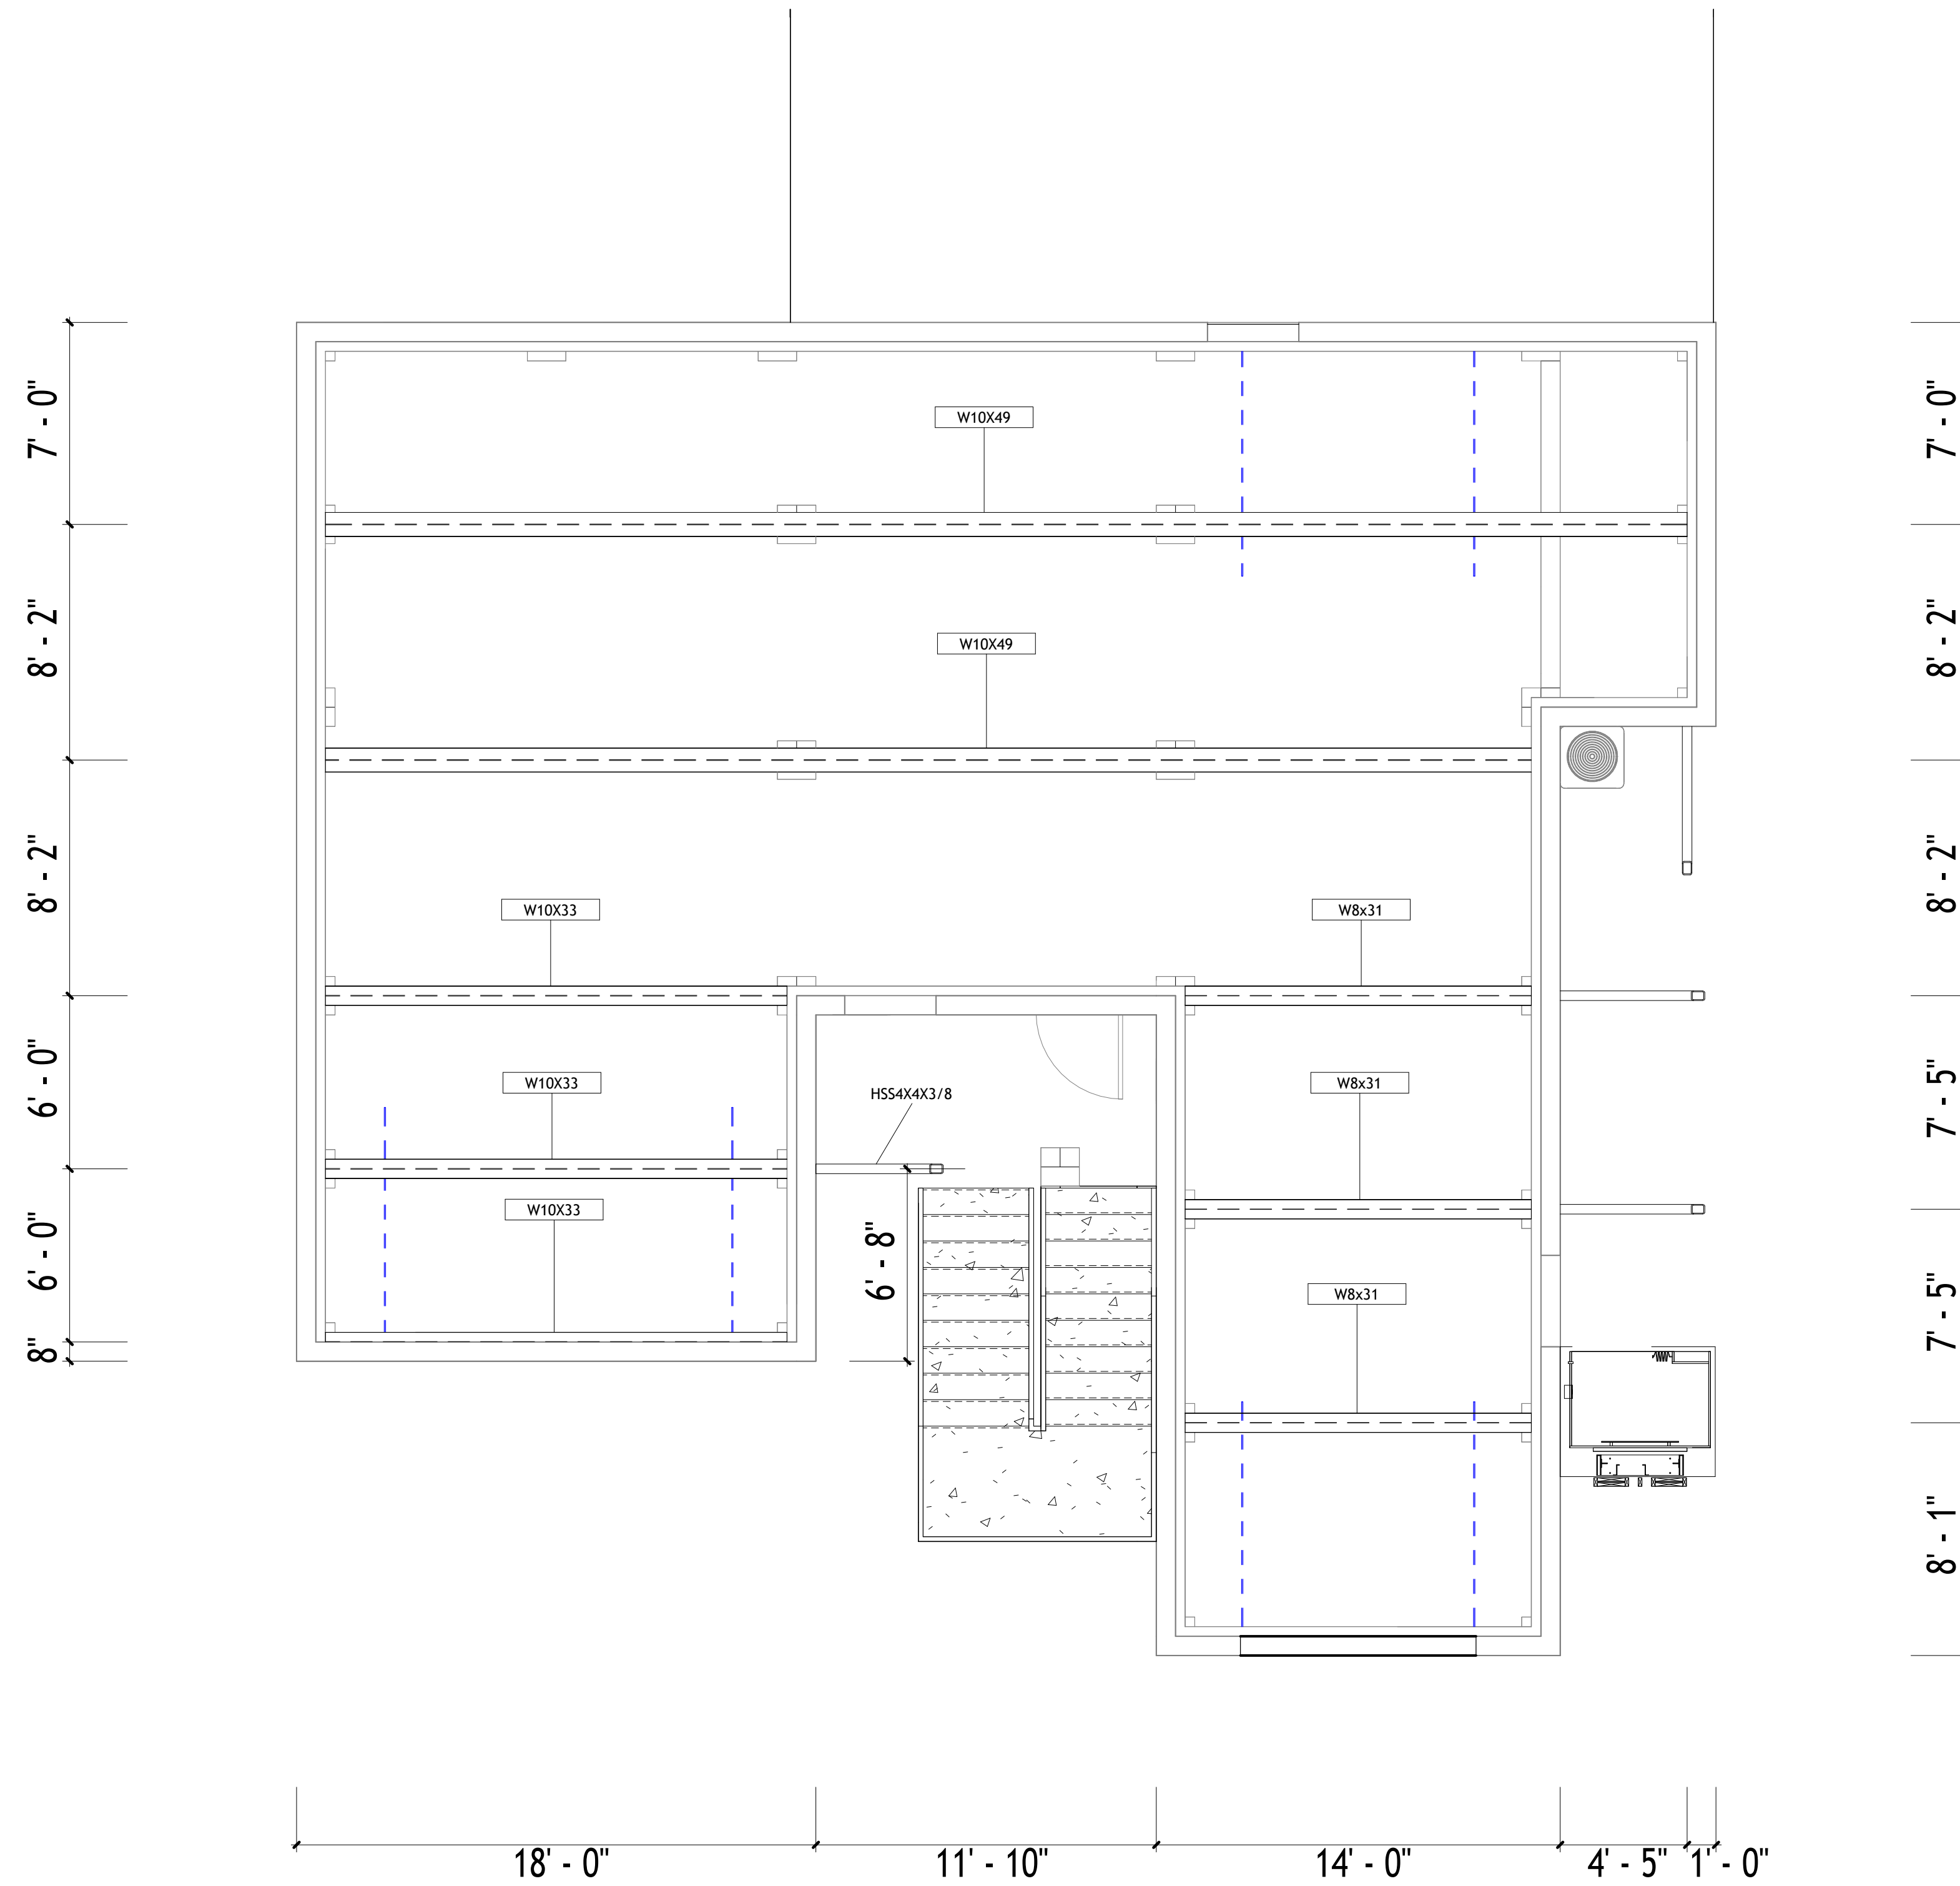 7' - 0"
7' - 0"
W10X49
8' - 2"
W10X49
8' - 2"
8' - 2"
W10X33
W8x31
8' - 2"
6' - 0"
W10X33
HSS4X4X3/8
W8x31
7' - 5"
6' - 0"
W10X33
6' - 8"
W8x31
7' - 5"
8"
8' - 1"
18' - 0"
11' - 10"
14' - 0"
4' - 5"
1' - 0"